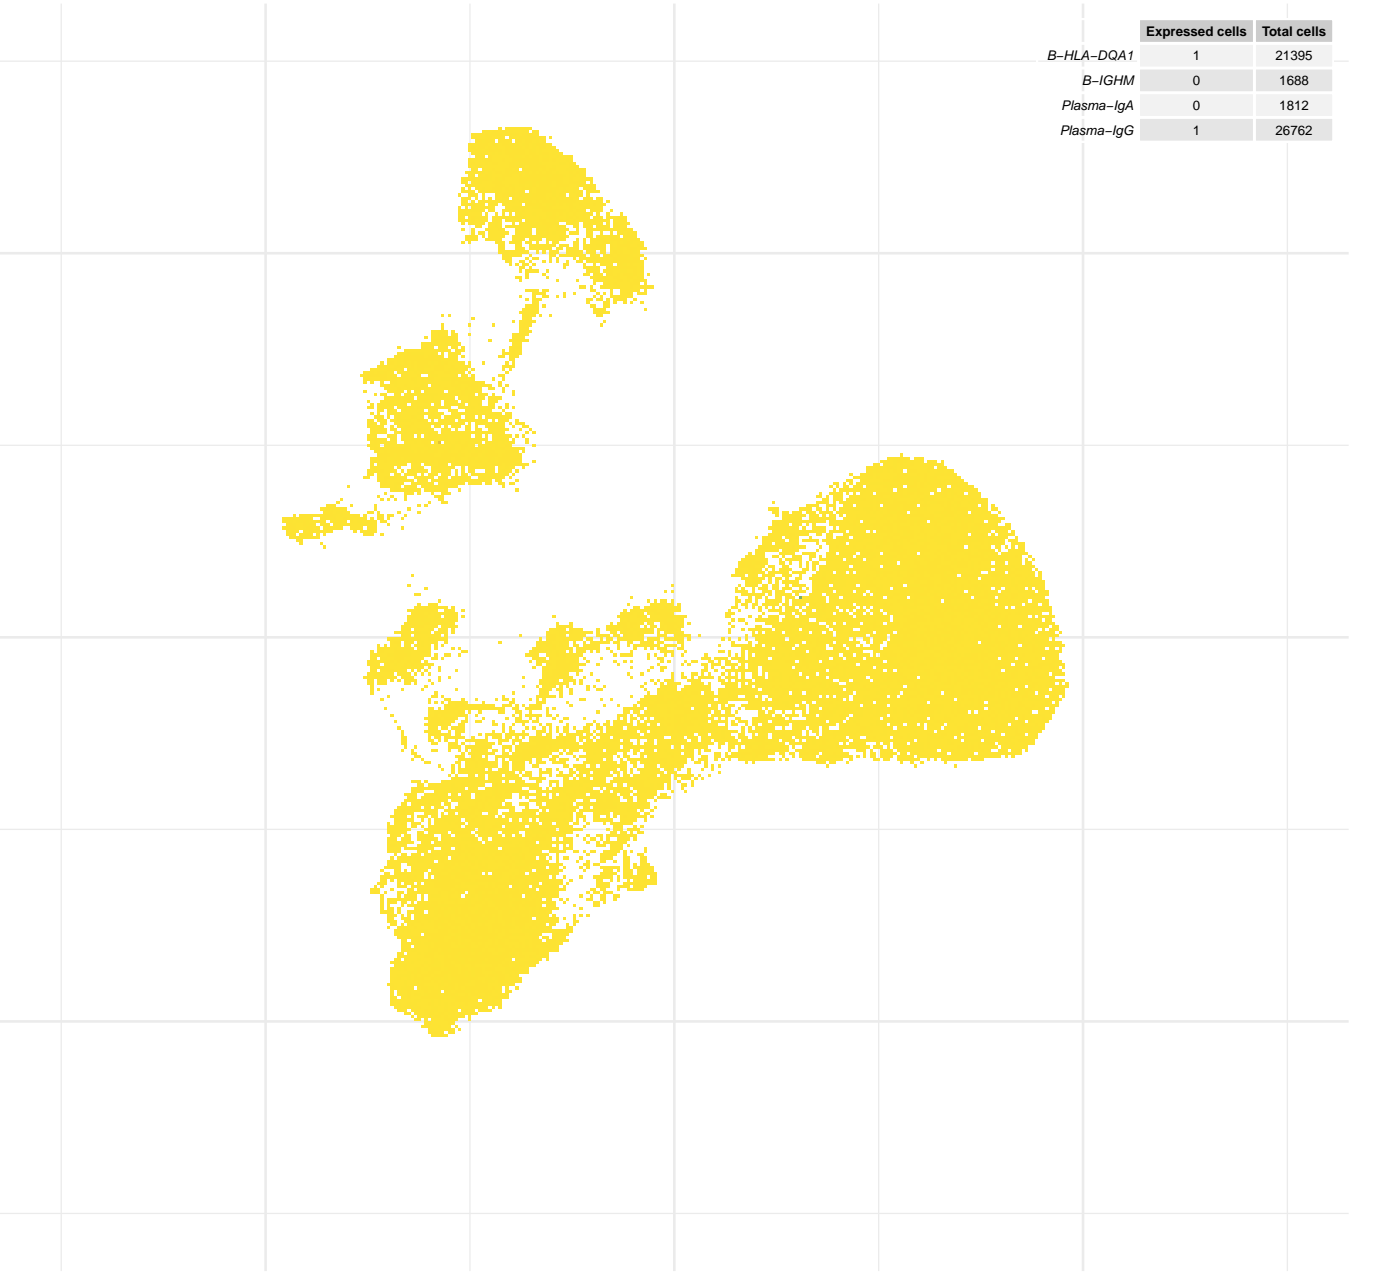 Expressed cells Total cells
B−HLA−DQA1 1 21395
B−IGHM 0 1688
Plasma−IgA 0 1812
Plasma−IgG 1 26762